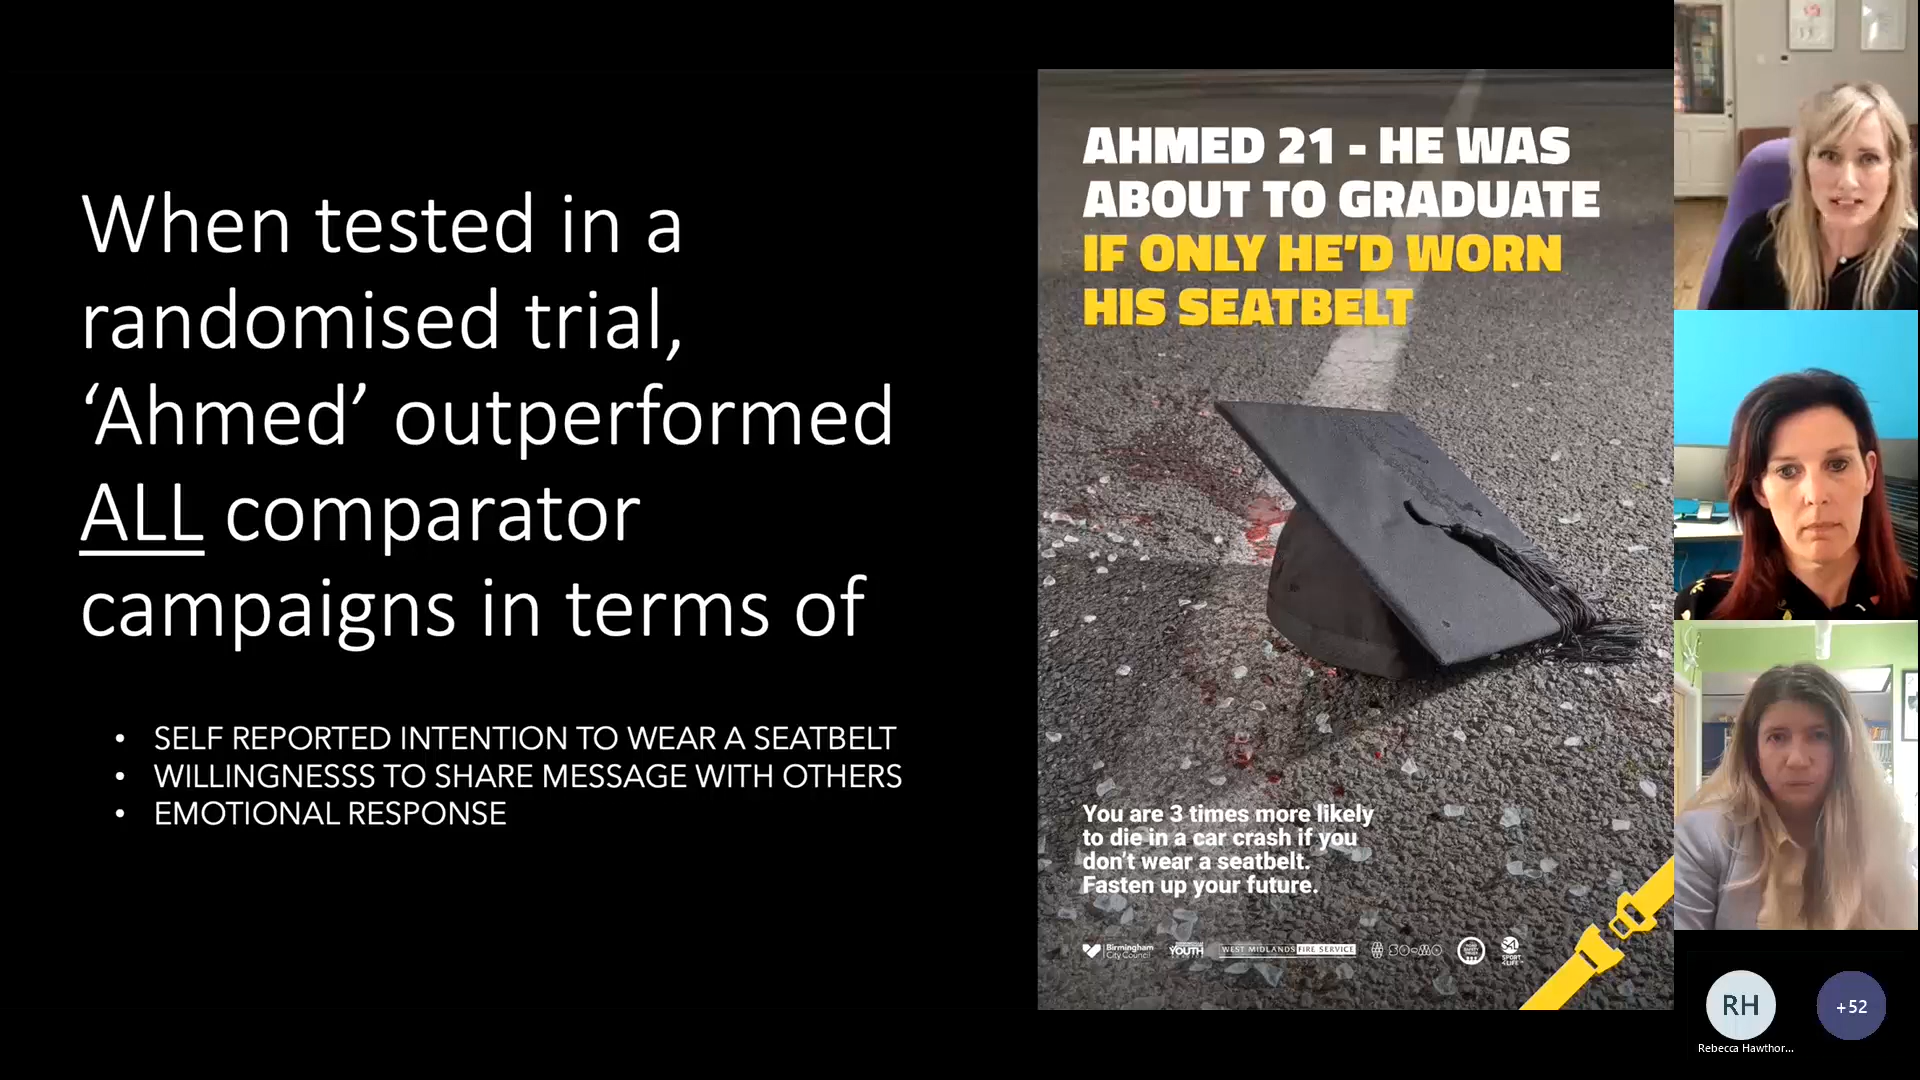 When tested in a
randomised trial,
‘Ahmed’ outperformed
ALL comparator
campaigns in terms of
• SELF REPORTED INTENTION TO WEAR A SEATBELT
• WILLINGNESSS TO SHARE MESSAGE WITH OTHERS
• EMOTIONAL RESPONSE
AHMED 21 - HE WAS
ABOUT TO GRADUATE
IF ONLY HE’D WORN
HIS SEATBELT
You are 3 times more likely
to die in a car crash if you
don’t wear a seatbelt.
Fasten up your future.
Birmingham
City Council
YOUTH
WEST MIDLANDS FIRE SERVICE
SPORT
4 LIFE
RH
+52
Rebecca Hawthor...